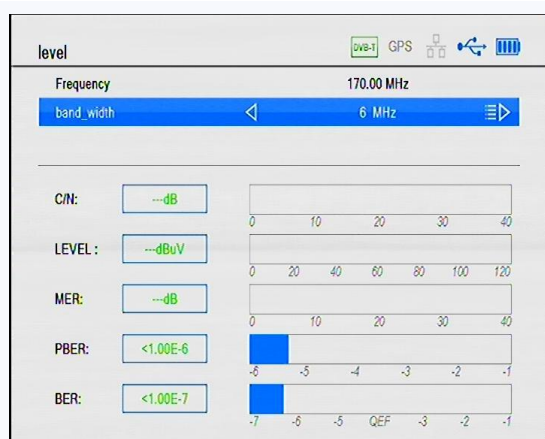 level DVB-T GPS
Frequency 170.00 MHz
band_width 6 MHz
C/N: ---dB
0 10 20 30 40
LEVEL : ---dBuV
0 20 40 60 80 100 120
MER: ---dB
0 10 20 30 40
PBER: <1.00E-6
-6 -5 -4 -3 -2 -1
BER: <1.00E-7
-7 -6 -5 QEF -3 -2 -1